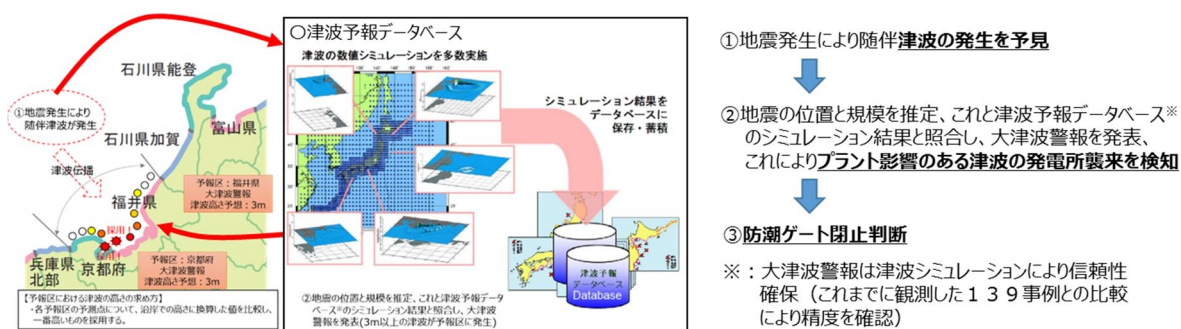 石川県能登
①地震発生により
随伴津波が発生
富山県
石川県加賀
津波伝播
予報区：福井県
大津波警報
津波高さ予想：3m
福井県
採用！
採用！
兵庫県
北部
京都府
予報区：京都府
大津波警報
津波高さ予想：3m
【予報区における津波の高さの求め方】
・各予報区の予測点について、沿岸での高さに換算した値を比較し、
一番高いものを採用する。
〇津波予報データベース
津波の数値シミュレーションを多数実施
シミュレーション結果を
データベースに
保存・蓄積
津波予報
データベース
Database
②地震の位置と規模を推定、これと津波予報データ
ベース※のシミュレーション結果と照合し、大津波
警報を発表(3m以上の津波が予報区に発生)
①地震発生により随伴津波の発生を予見
②地震の位置と規模を推定、これと津波予報データベース※
のシミュレーション結果と照合し、大津波警報を発表、
これによりプラント影響のある津波の発電所襲来を検知
③防潮ゲート閉止判断
※：大津波警報は津波シミュレーションにより信頼性
確保（これまでに観測した１３９事例との比較
により精度を確認）